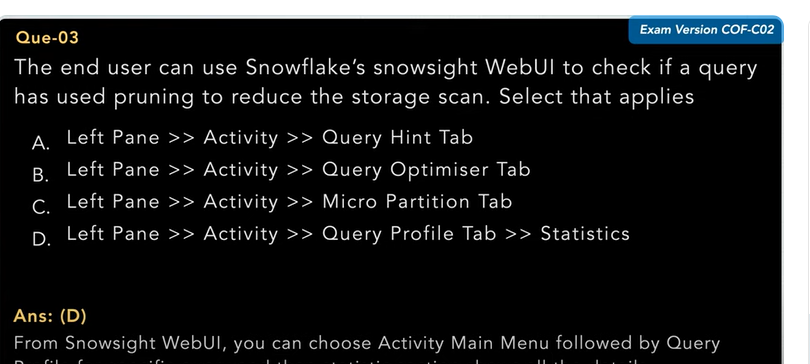 Exam Version COF-C02
Que-03
The end user can use Snowflake's snowsight WebUI to check if a query
has used pruning to reduce the storage scan. Select that applies
A. Left Pane >> Activity >> Query Hint Tab
B. Left Pane >> Activity >> Query Optimiser Tab
C. Left Pane >> Activity >> Micro Partition Tab
D. Left Pane >> Activity >> Query Profile Tab >> Statistics
Ans: (D)
From Snowsight WebUI, you can choose Activity Main Menu followed by Query